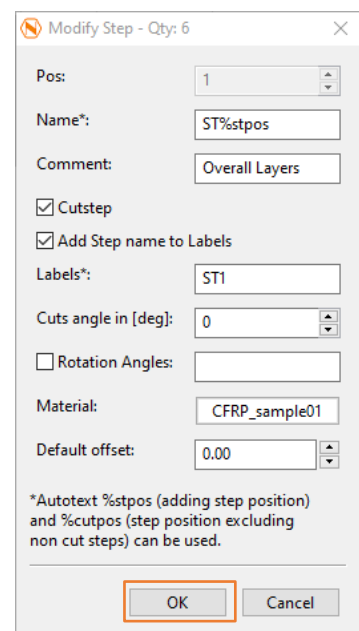 Modify Step - Qty: 6
Pos: 1
Name*: ST%stpos
Comment: Overall Layers
Cutstep
Add Step name to Labels
Labels*: ST1
Cuts angle in [deg]: 0
Rotation Angles:
Material: CFRP_sample01
Default offset: 0.00
*Autotext %stpos (adding step position)
and %cutpos (step position excluding
non cut steps) can be used.
OK Cancel